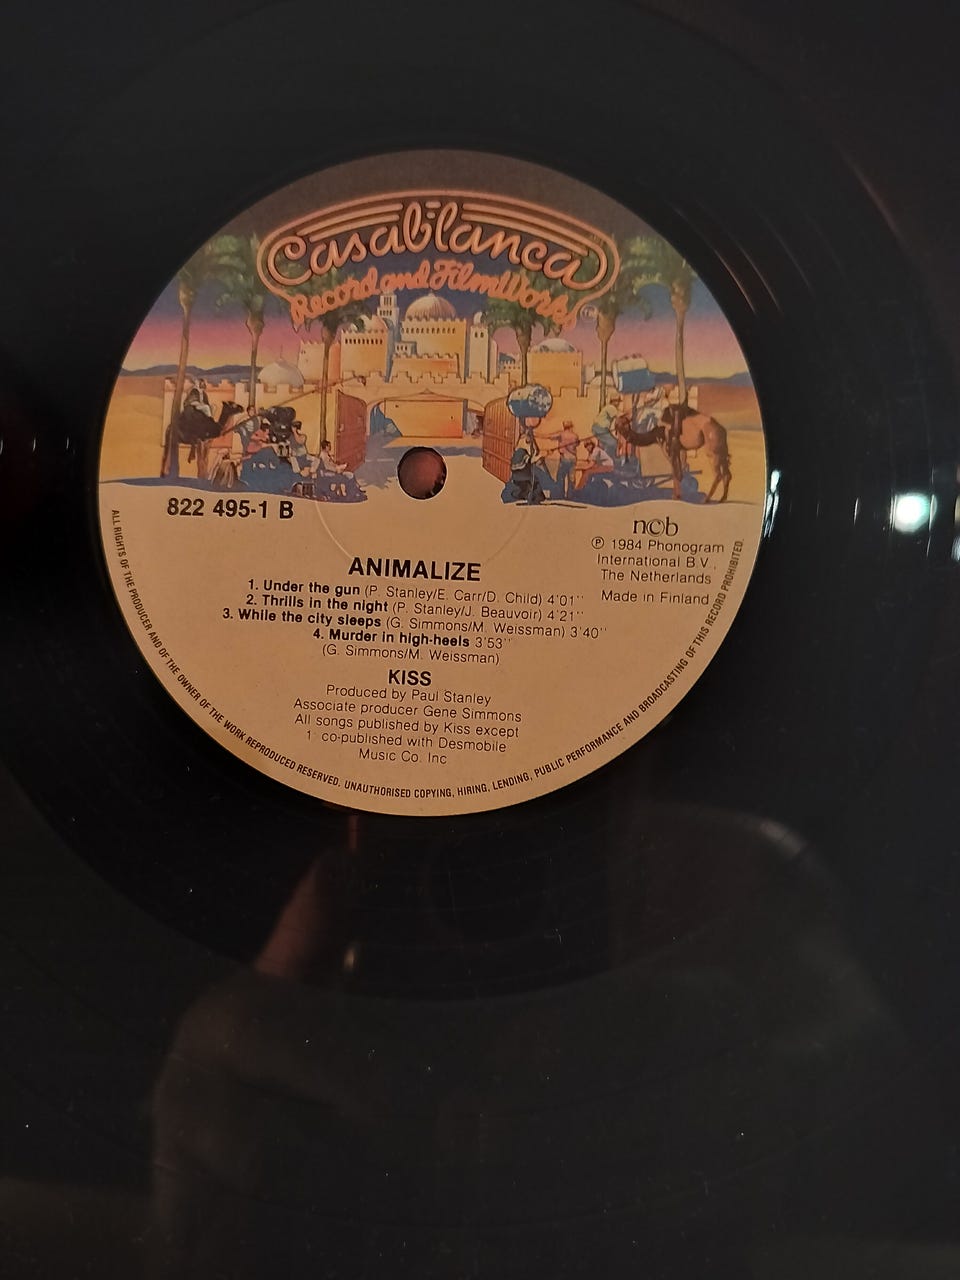 Casablanca
Record and FilmWorks
822 495-1 B
ncb
℗ 1984 Phonogram
International B.V.,
The Netherlands
Made in Finland
ANIMALIZE
1. Under the gun (P. Stanley/E. Carr/D. Child) 4'01''
2. Thrills in the night (P. Stanley/J. Beauvoir) 4'21''
3. While the city sleeps (G. Simmons/M. Weissman) 3'40''
4. Murder in high-heels 3'53''
(G. Simmons/M. Weissman)
KISS
Produced by Paul Stanley
Associate producer Gene Simmons
All songs published by Kiss except
1 co-published with Desmobile
Music Co. Inc
ALL RIGHTS OF THE PRODUCER AND OF THE OWNER OF THE WORK REPRODUCED RESERVED. UNAUTHORISED COPYING, HIRING, LENDING, PUBLIC PERFORMANCE AND BROADCASTING OF THIS RECORD PROHIBITED.